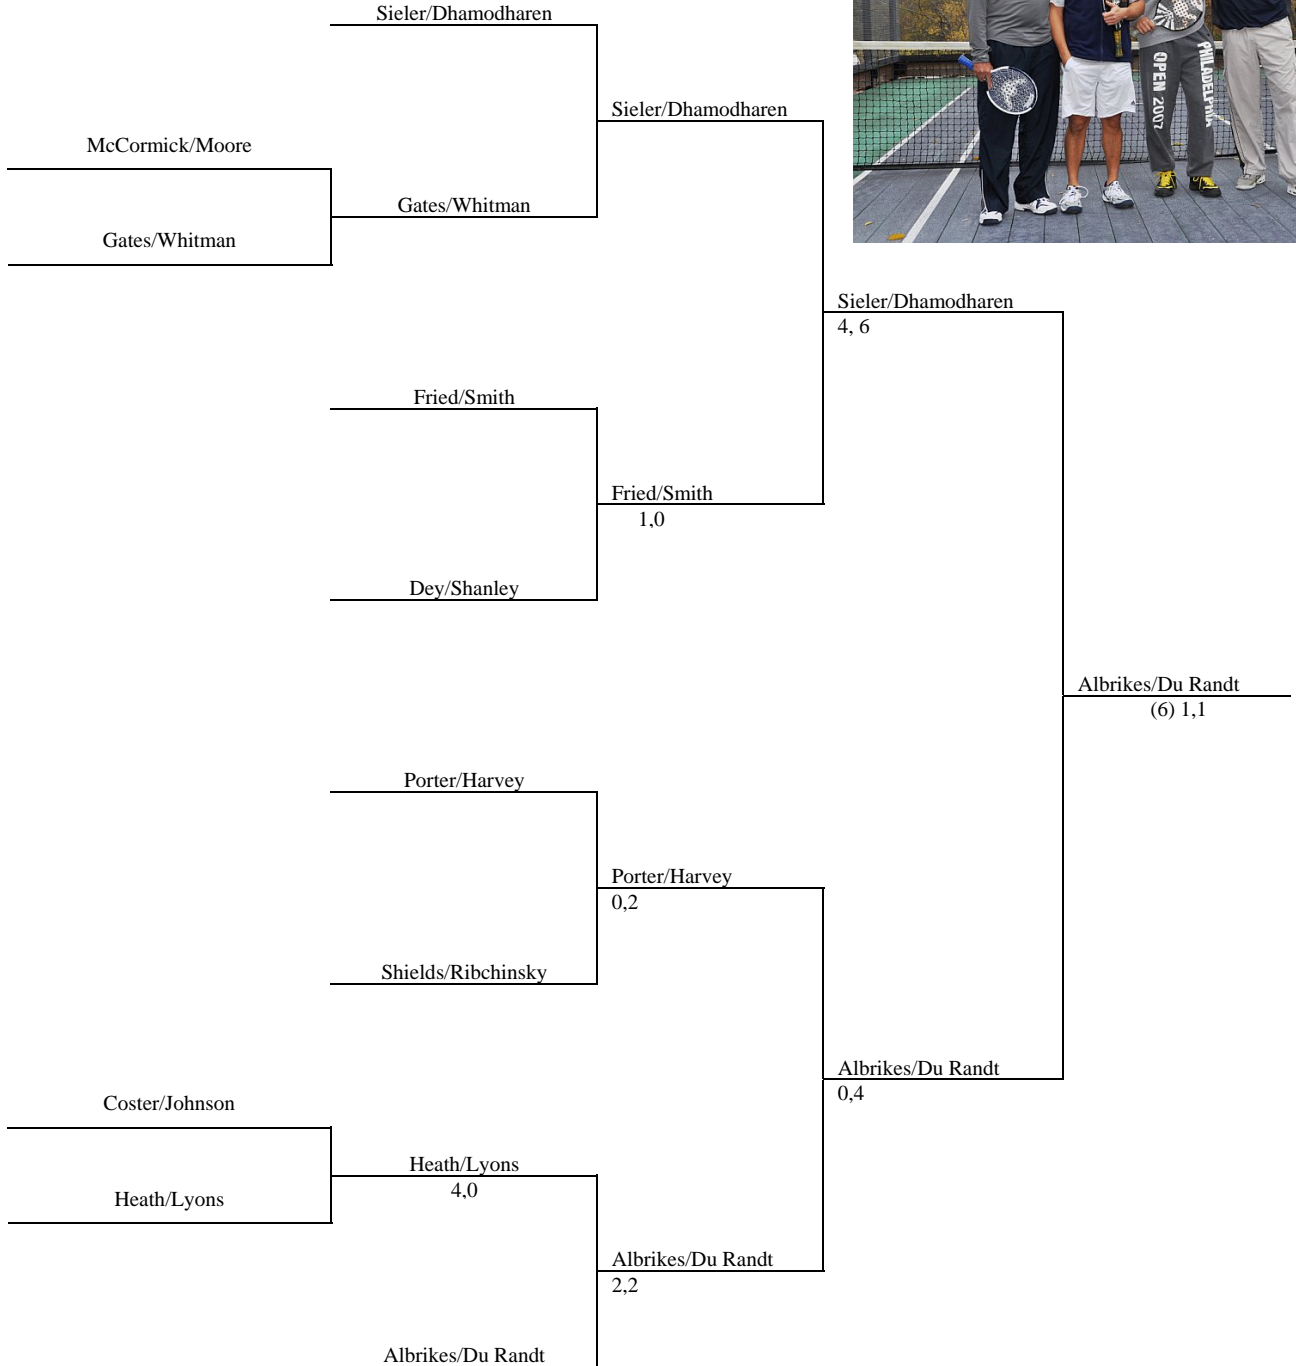 Sieler/Dhamodharen
PHILADELPHIA
OPEN 2007
Sieler/Dhamodharen
McCormick/Moore
Gates/Whitman
Gates/Whitman
Sieler/Dhamodharen
4, 6
Fried/Smith
Fried/Smith
1,0
Dey/Shanley
Albrikes/Du Randt
(6) 1,1
Porter/Harvey
Porter/Harvey
0,2
Shields/Ribchinsky
Albrikes/Du Randt
0,4
Coster/Johnson
Heath/Lyons
4,0
Heath/Lyons
Albrikes/Du Randt
2,2
Albrikes/Du Randt